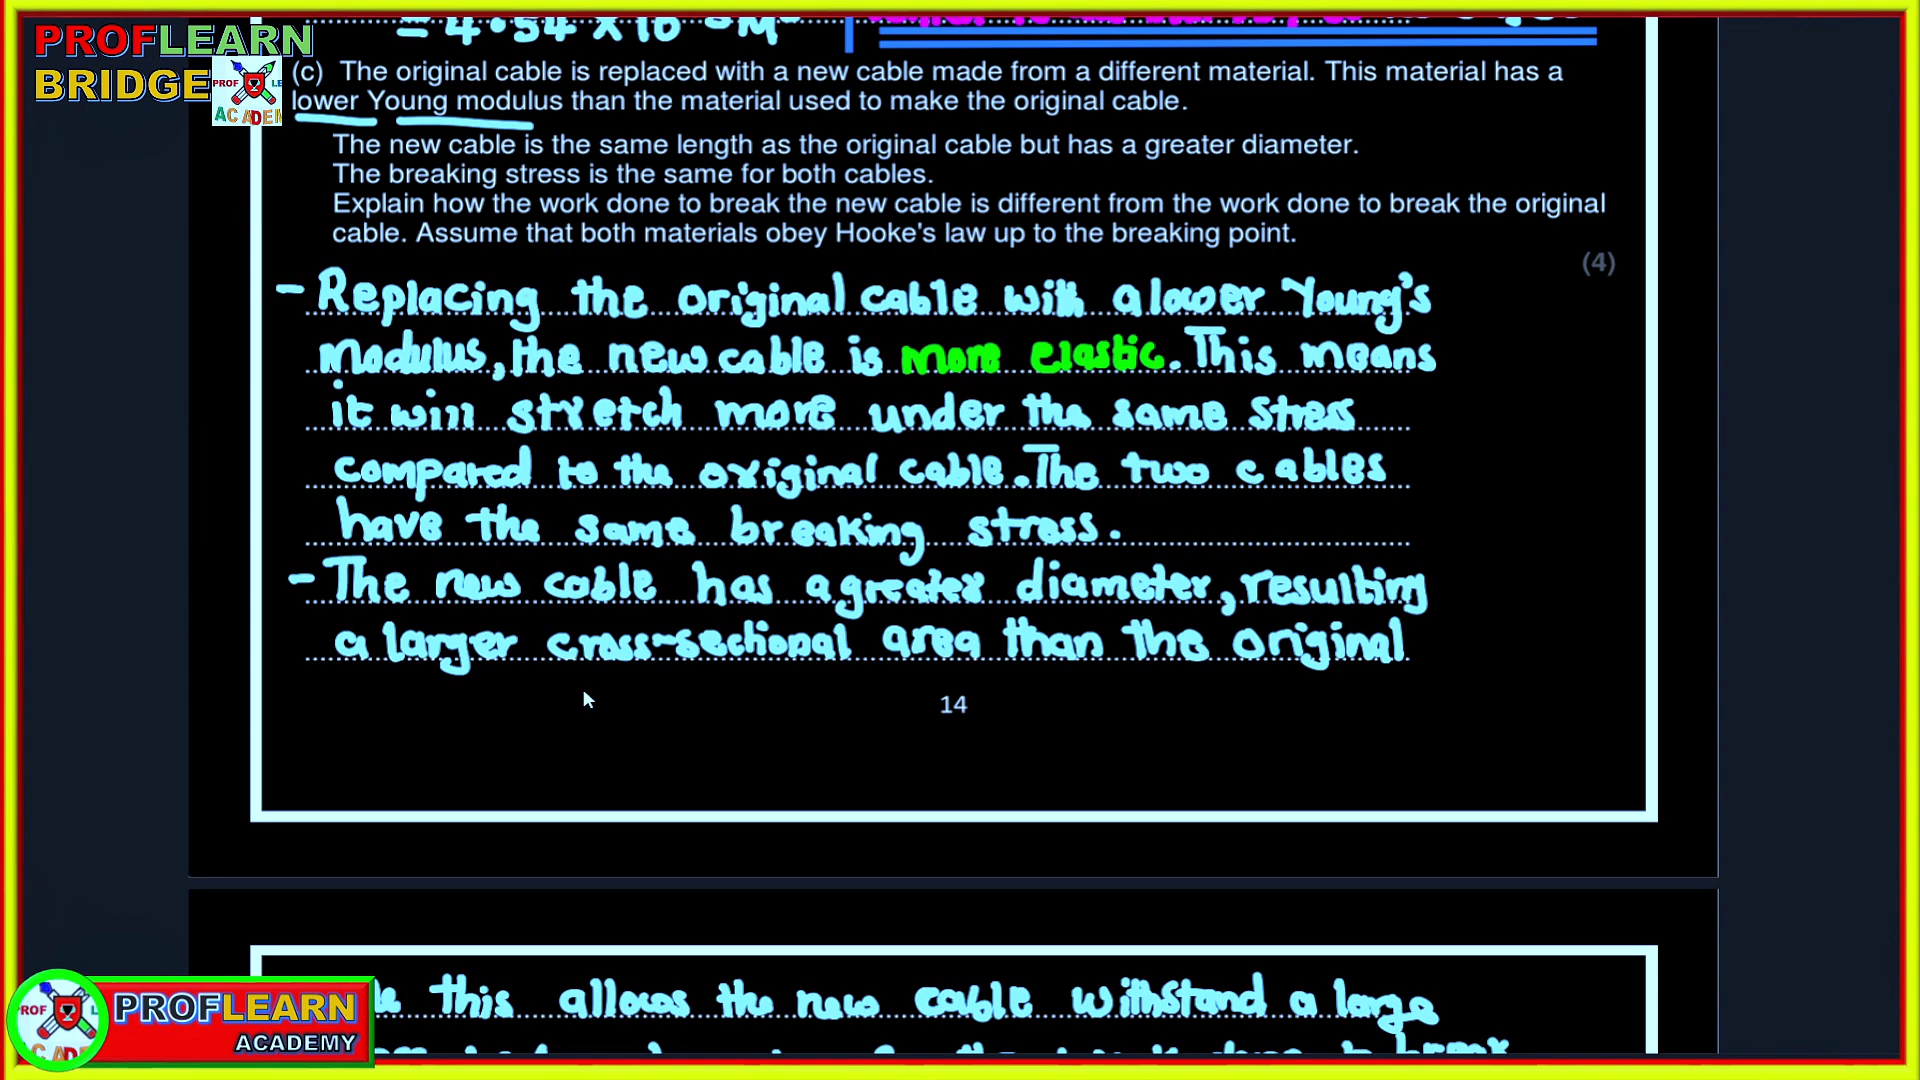 PROFLEARN
BRIDGE
= 4.54 × 10
(c) The original cable is replaced with a new cable made from a different material. This material has a
lower Young modulus than the material used to make the original cable.
The new cable is the same length as the original cable but has a greater diameter.
The breaking stress is the same for both cables.
Explain how the work done to break the new cable is different from the work done to break the original
cable. Assume that both materials obey Hooke's law up to the breaking point.
(4)
- Replacing the original cable with a lower Young's
modulus, the new cable is more elastic. This means
it will stretch more under the same stress
compared to the original cable. The two cables
have the same breaking stress.
- The new cable has a greater diameter, resulting
a larger cross-sectional area than the original
14
this allows the new cable withstand a large
PROFLEARN
ACADEMY